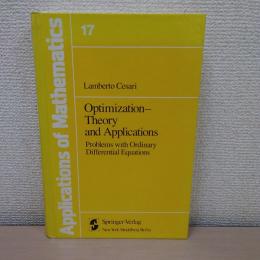 Applications of Mathematics
17
Lamberto Cesari
Optimization–
Theory
and Applications
Problems with Ordinary
Differential Equations
Springer-Verlag
New York Heidelberg Berlin